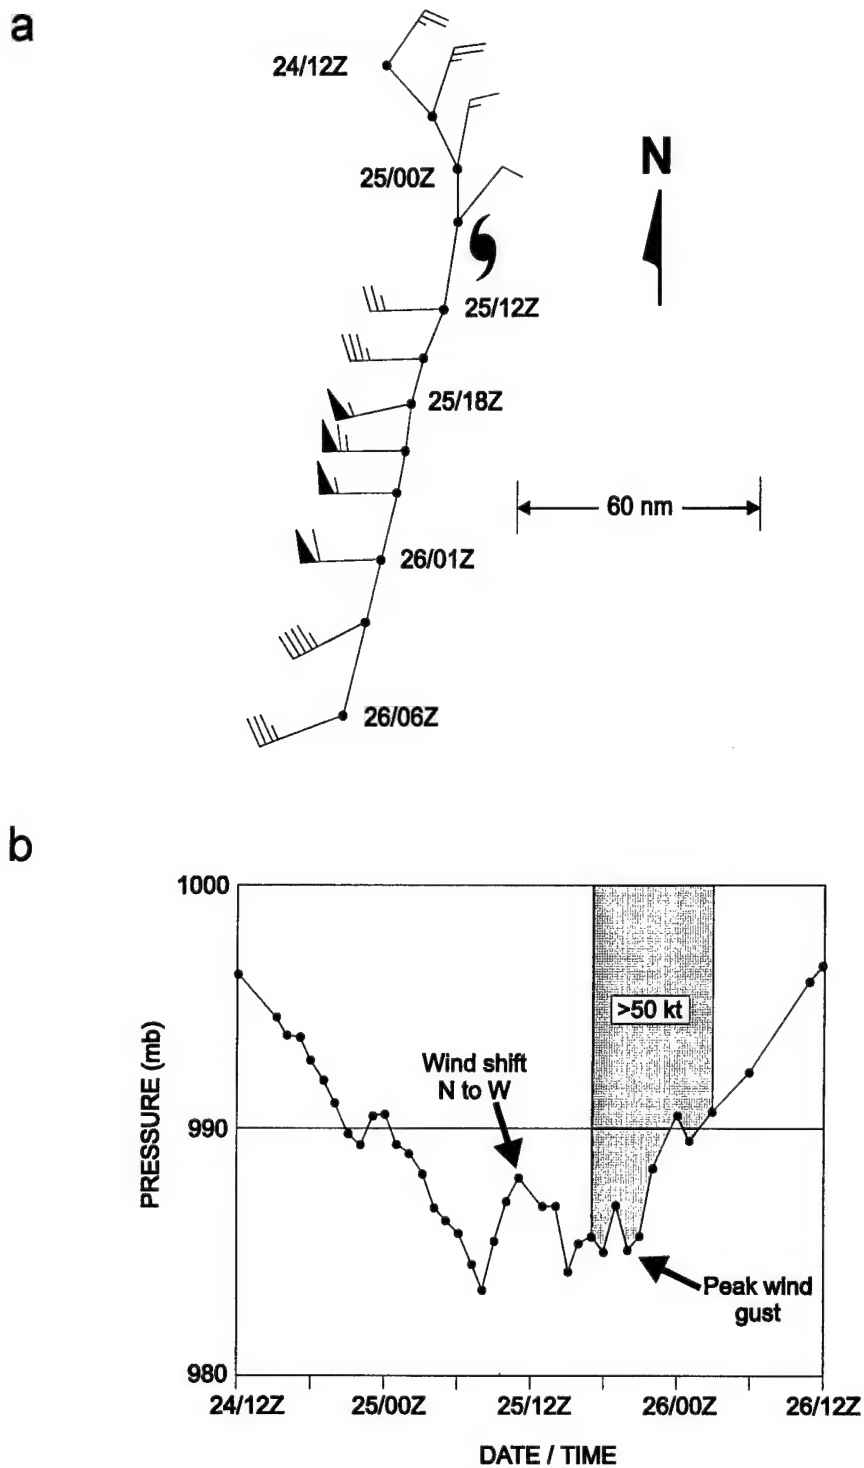 a
24/12Z
N
25/00Z
25/12Z
25/18Z
60 nm
26/01Z
26/06Z
b
1000
>50 kt
Wind shift
N to W
990
PRESSURE (mb)
Peak wind
gust
980
24/12Z 25/00Z 25/12Z 26/00Z 26/12Z
DATE / TIME